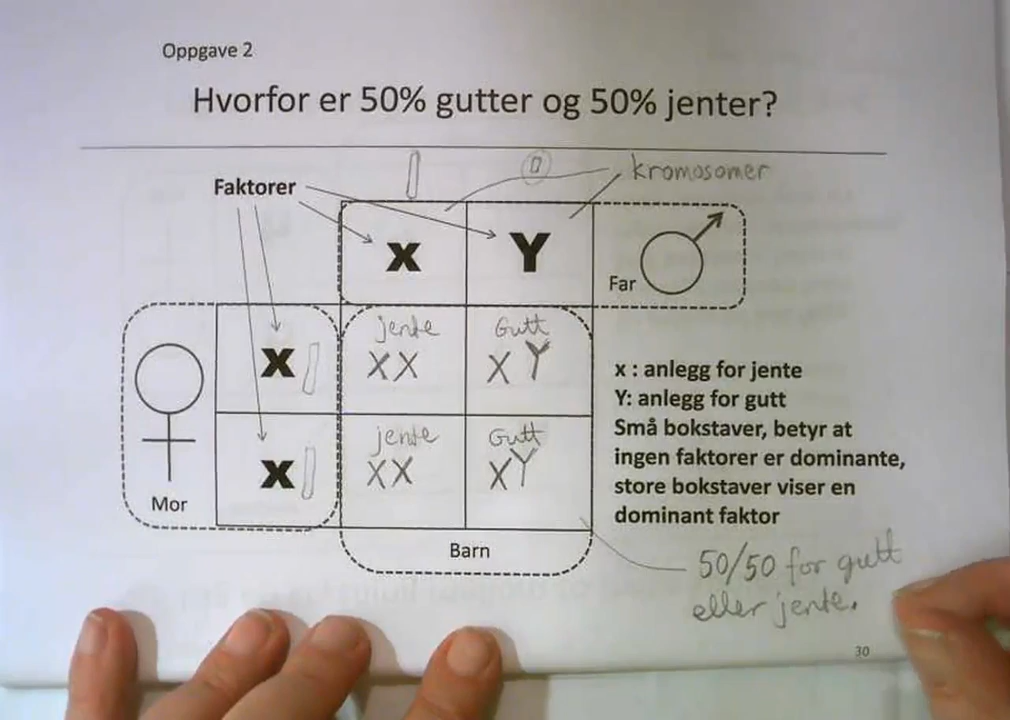 Oppgave 2
Hvorfor er 50% gutter og 50% jenter?
kromosomer
Faktorer
x Y
Far
jente Gutt
x XX XY
jente Gutt
x XX XY
Mor
Barn
x : anlegg for jente
Y: anlegg for gutt
Små bokstaver, betyr at
ingen faktorer er dominante,
store bokstaver viser en
dominant faktor
50/50 for gutt
eller jente.
30